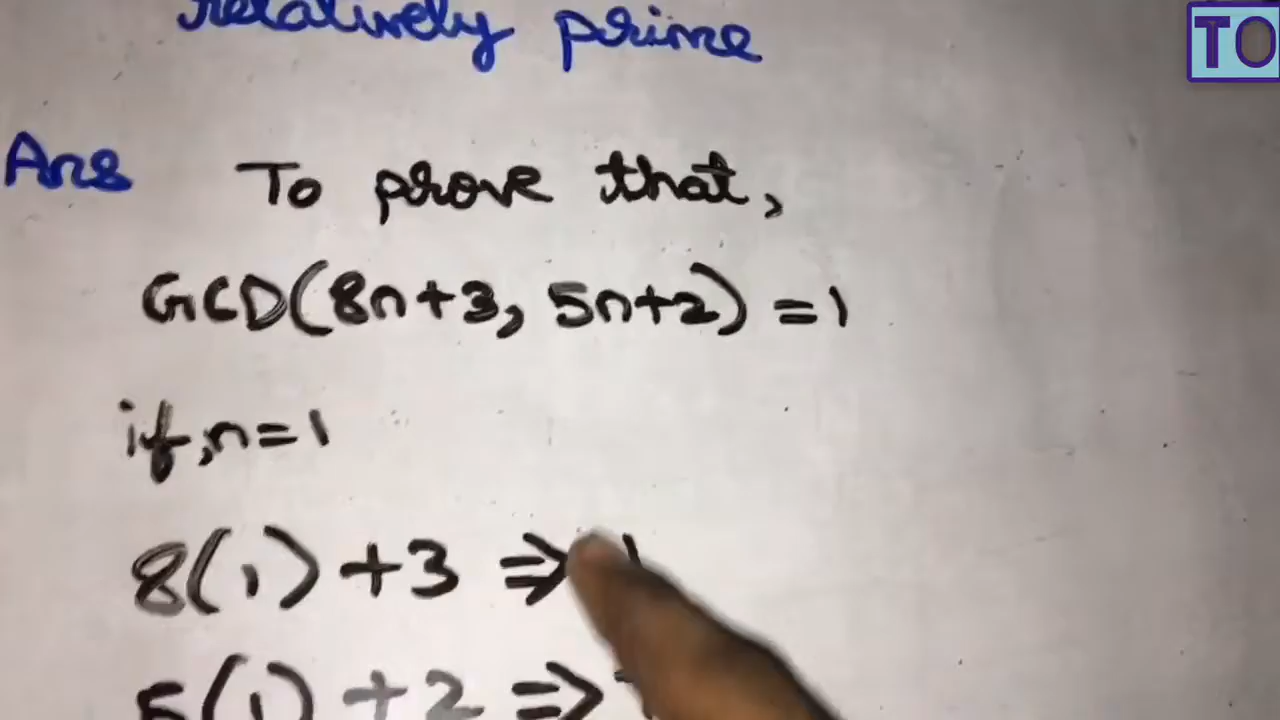 relatively prime
TO
Ans To prove that,
GCD(8n+3, 5n+2) = 1
if, n=1
8(1) +3 ⇒
5(1) +2 ⇒